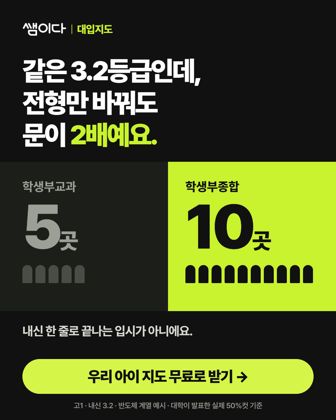 쌤이다 | 대입지도
같은 3.2등급인데,
전형만 바꿔도
문이 2배예요.
학생부교과
5곳
학생부종합
10곳
내신 한 줄로 끝나는 입시가 아니에요.
우리 아이 지도 무료로 받기 →
고1 · 내신 3.2 · 반도체 계열 예시 · 대학이 발표한 실제 50%컷 기준